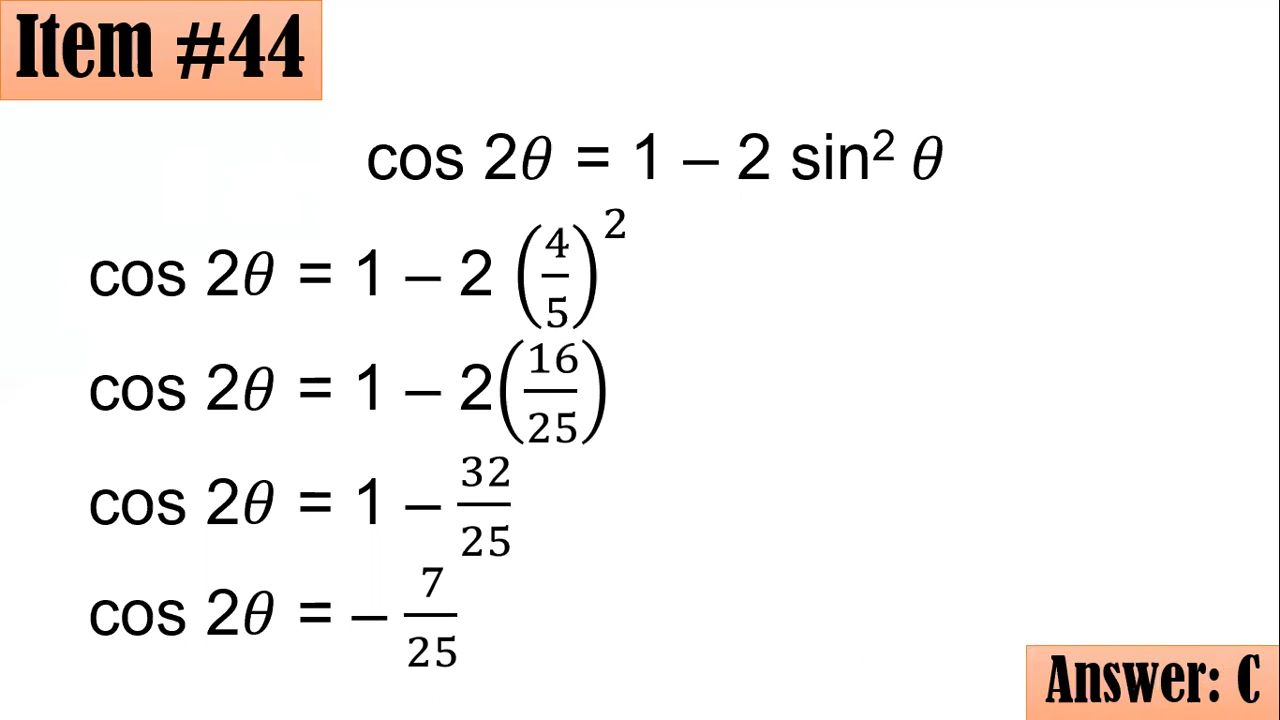 Item #44
cos 2θ = 1 – 2 sin² θ
cos 2θ = 1 – 2 (4/5)²
cos 2θ = 1 – 2(16/25)
cos 2θ = 1 – 32/25
cos 2θ = – 7/25
Answer: C